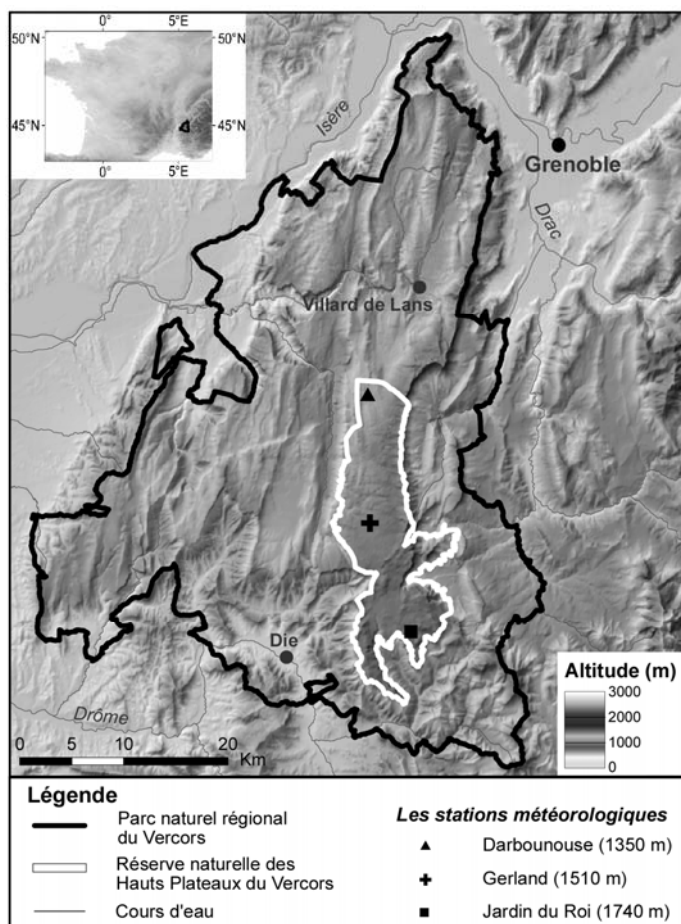 50°N
50°N
45°N
45°N
5°W
0°
5°E
Isère
Grenoble
Drac
Villard de Lans
Die
Drôme
Altitude (m)
3000
2000
1000
0
0 5 10 20
Km
Légende
Parc naturel régional
du Vercors
Réserve naturelle des
Hauts Plateaux du Vercors
Cours d'eau
Les stations météorologiques
Darbounouse (1350 m)
Gerland (1510 m)
Jardin du Roi (1740 m)